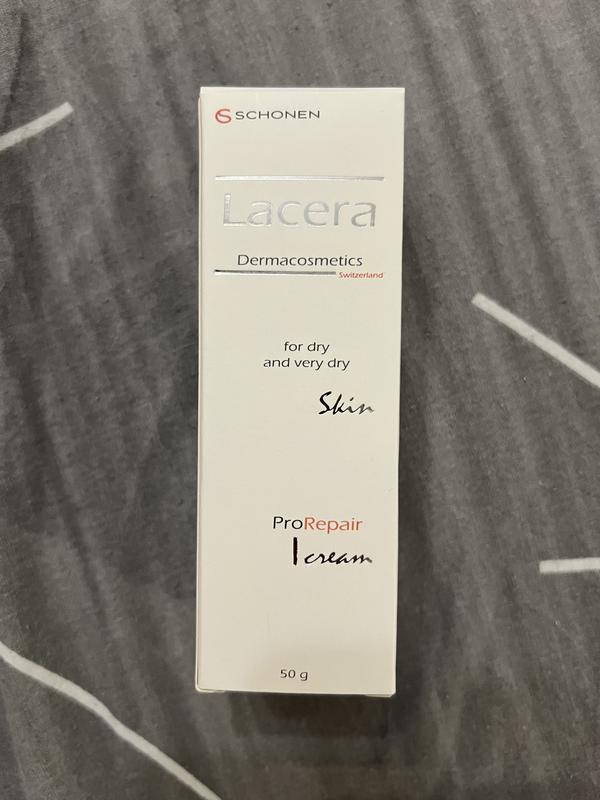 SCHONEN
Lacera
Dermacosmetics
Switzerland
for dry
and very dry
Skin
ProRepair
cream
50 g